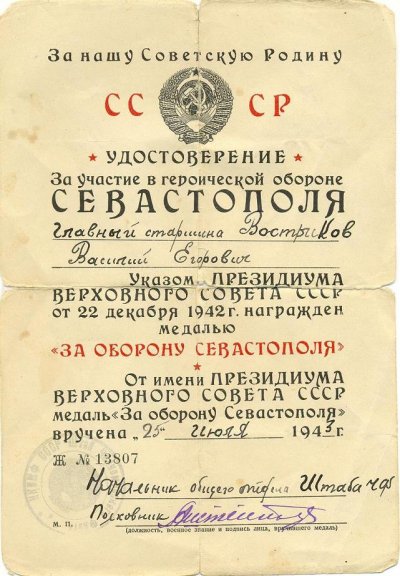 За нашу Советскую Родину
СС СР
★ УДОСТОВЕРЕНИЕ ★
За участие в героической обороне
СЕВАСТОПОЛЯ
Главный старшина Востриков
Василий Егорович
Указом ПРЕЗИДИУМА
ВЕРХОВНОГО СОВЕТА СССР
от 22 декабря 1942 г. награжден
медалью
«ЗА ОБОРОНУ СЕВАСТОПОЛЯ»
★
От имени ПРЕЗИДИУМА
ВЕРХОВНОГО СОВЕТА СССР
медаль «За оборону Севастополя»
вручена „25" июля 1943 г.
Ж № 13807
Начальник общего отдела Штаба ЧФ
Полковник
М. П. (должность, военное звание и подпись лица, вручившего медаль)